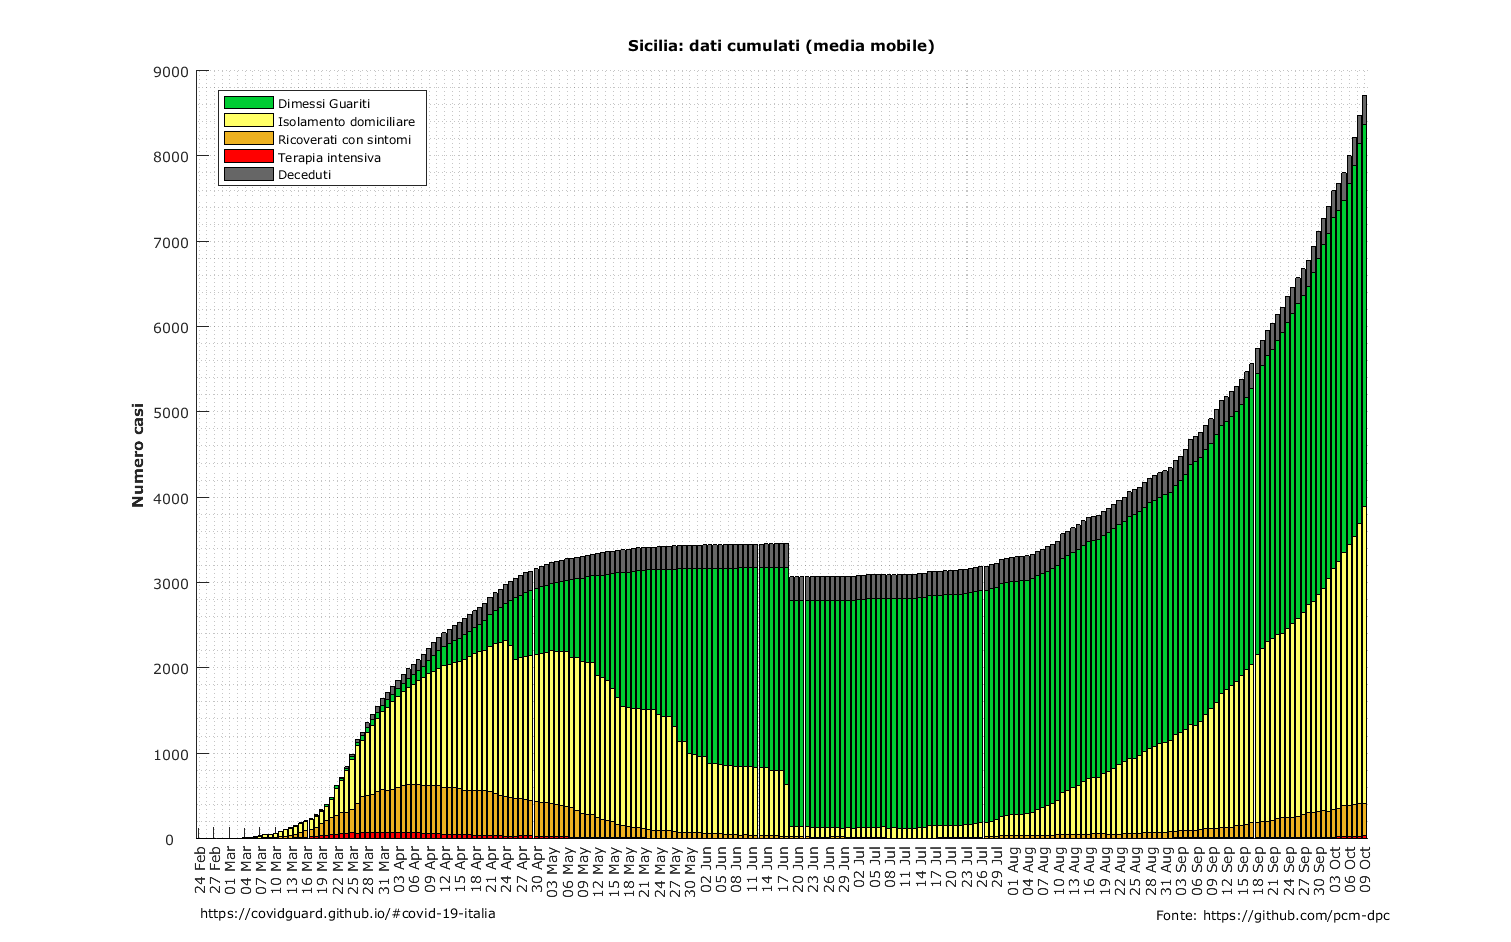 Sicilia: dati cumulati (media mobile)
9000
8000
7000
6000
5000
4000
3000
2000
1000
0
Numero casi
Dimessi Guariti
Isolamento domiciliare
Ricoverati con sintomi
Terapia intensiva
Deceduti
24 Feb
27 Feb
01 Mar
04 Mar
07 Mar
10 Mar
13 Mar
16 Mar
19 Mar
22 Mar
25 Mar
28 Mar
31 Mar
03 Apr
06 Apr
09 Apr
12 Apr
15 Apr
18 Apr
21 Apr
24 Apr
27 Apr
30 Apr
03 May
06 May
09 May
12 May
15 May
18 May
21 May
24 May
27 May
30 May
02 Jun
05 Jun
08 Jun
11 Jun
14 Jun
17 Jun
20 Jun
23 Jun
26 Jun
29 Jun
02 Jul
05 Jul
08 Jul
11 Jul
14 Jul
17 Jul
20 Jul
23 Jul
26 Jul
29 Jul
01 Aug
04 Aug
07 Aug
10 Aug
13 Aug
16 Aug
19 Aug
22 Aug
25 Aug
28 Aug
31 Aug
03 Sep
06 Sep
09 Sep
12 Sep
15 Sep
18 Sep
21 Sep
24 Sep
27 Sep
30 Sep
03 Oct
06 Oct
09 Oct
https://covidguard.github.io/#covid-19-italia
Fonte: https://github.com/pcm-dpc